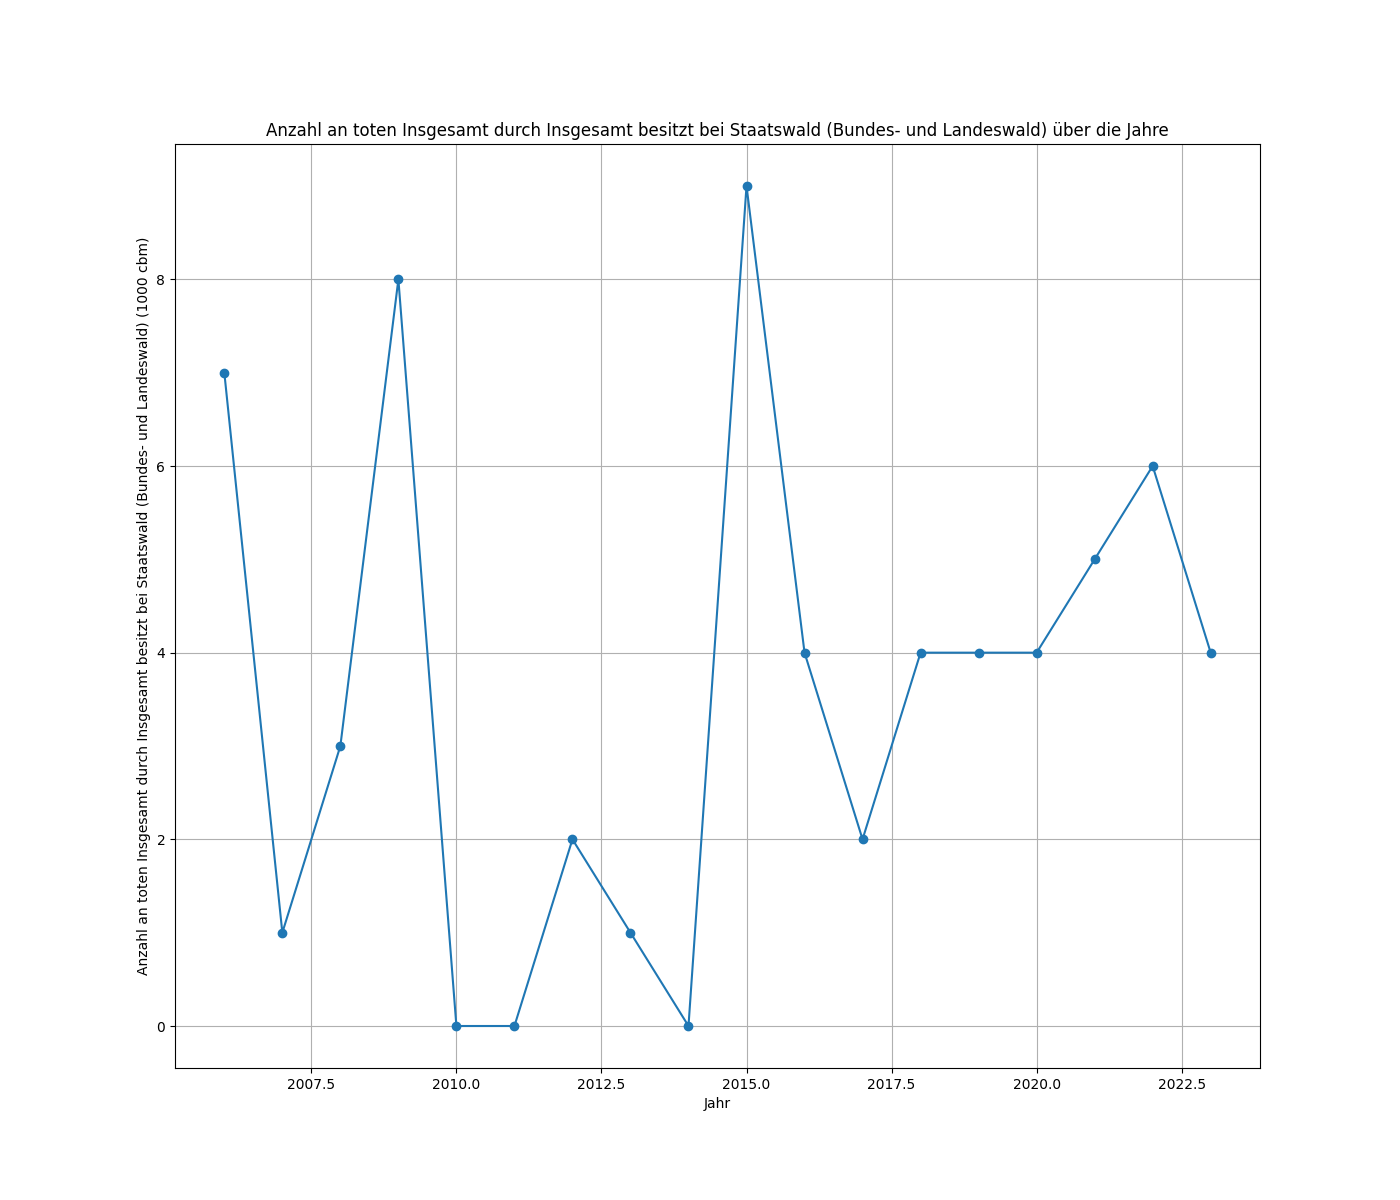 Anzahl an toten Insgesamt durch Insgesamt besitzt bei Staatswald (Bundes- und Landeswald) über die Jahre
Anzahl an toten Insgesamt durch Insgesamt besitzt bei Staatswald (Bundes- und Landeswald) (1000 cbm)
8
6
4
2
0
2007.5 2010.0 2012.5 2015.0 2017.5 2020.0 2022.5
Jahr